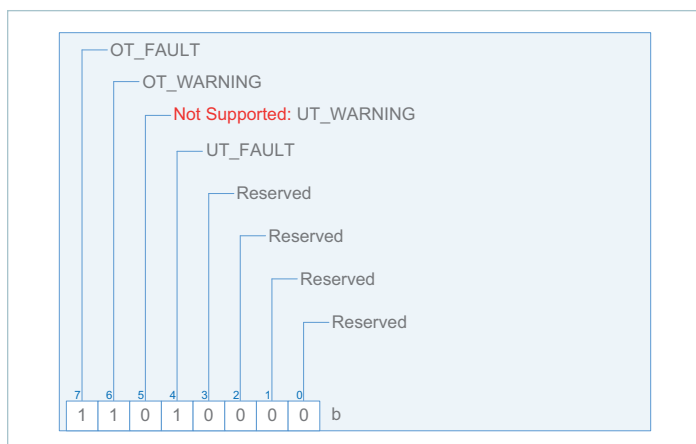 OT_FAULT
OT_WARNING
Not Supported: UT_WARNING
UT_FAULT
Reserved
Reserved
Reserved
Reserved
7 6 5 4 3 2 1 0
1 1 0 1 0 0 0 0 b